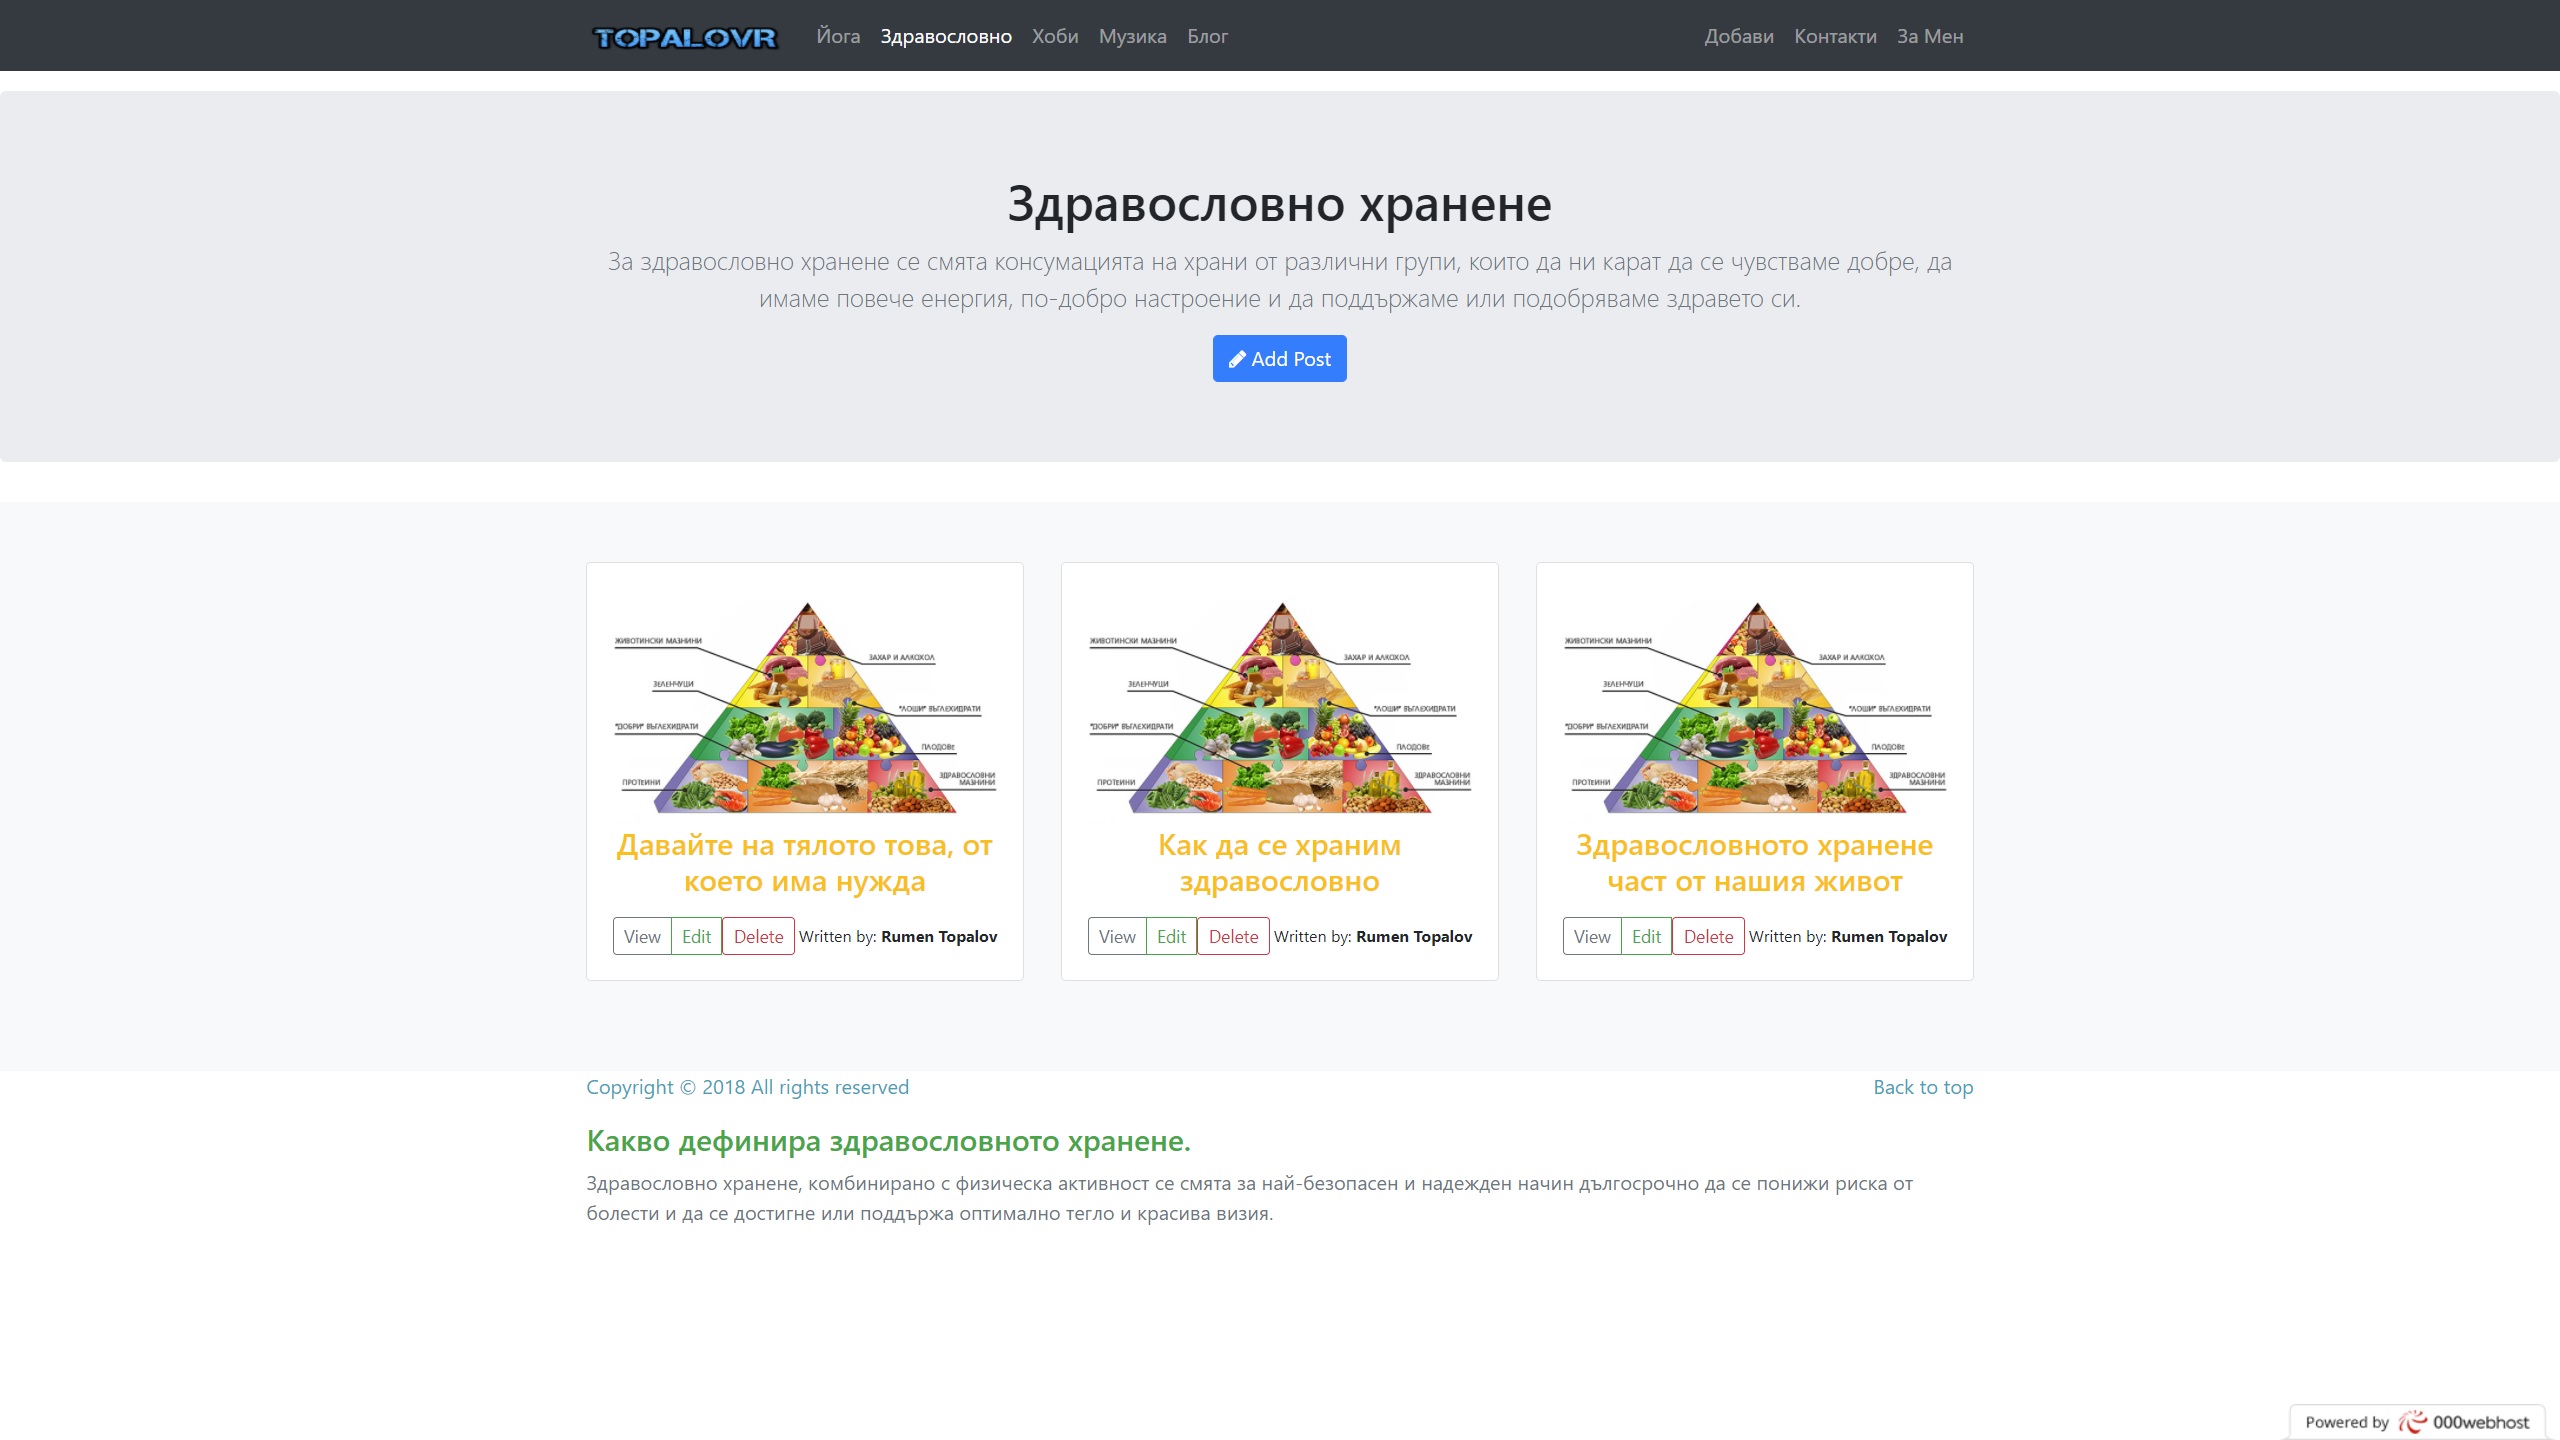 TOPALOVR Йога Здравословно Хоби Музика Блог Добави Контакти За Мен
Здравословно хранене
За здравословно хранене се смята консумацията на храни от различни групи, които да ни карат да се чувстваме добре, да
имаме повече енергия, по-добро настроение и да поддържаме или подобряваме здравето си.
Add Post
ЖИВОТИНСКИ МАЗНИНИ
ЗАХАР И АЛКОХОЛ
ЗЕЛЕНЧУЦИ
"ЛОШИ" ВЪГЛЕХИДРАТИ
"ДОБРИ" ВЪГЛЕХИДРАТИ
ПЛОДОВЕ
ПРОТЕИНИ
ЗДРАВОСЛОВНИ
МАЗНИНИ
Давайте на тялото това, от
което има нужда
View Edit Delete Written by: Rumen Topalov
ЖИВОТИНСКИ МАЗНИНИ
ЗАХАР И АЛКОХОЛ
ЗЕЛЕНЧУЦИ
"ЛОШИ" ВЪГЛЕХИДРАТИ
"ДОБРИ" ВЪГЛЕХИДРАТИ
ПЛОДОВЕ
ПРОТЕИНИ
ЗДРАВОСЛОВНИ
МАЗНИНИ
Как да се храним
здравословно
View Edit Delete Written by: Rumen Topalov
ЖИВОТИНСКИ МАЗНИНИ
ЗАХАР И АЛКОХОЛ
ЗЕЛЕНЧУЦИ
"ЛОШИ" ВЪГЛЕХИДРАТИ
"ДОБРИ" ВЪГЛЕХИДРАТИ
ПЛОДОВЕ
ПРОТЕИНИ
ЗДРАВОСЛОВНИ
МАЗНИНИ
Здравословното хранене
част от нашия живот
View Edit Delete Written by: Rumen Topalov
Copyright © 2018 All rights reserved Back to top
Какво дефинира здравословното хранене.
Здравословно хранене, комбинирано с физическа активност се смята за най-безопасен и надежден начин дългосрочно да се понижи риска от
болести и да се достигне или поддържа оптимално тегло и красива визия.
Powered by 000webhost